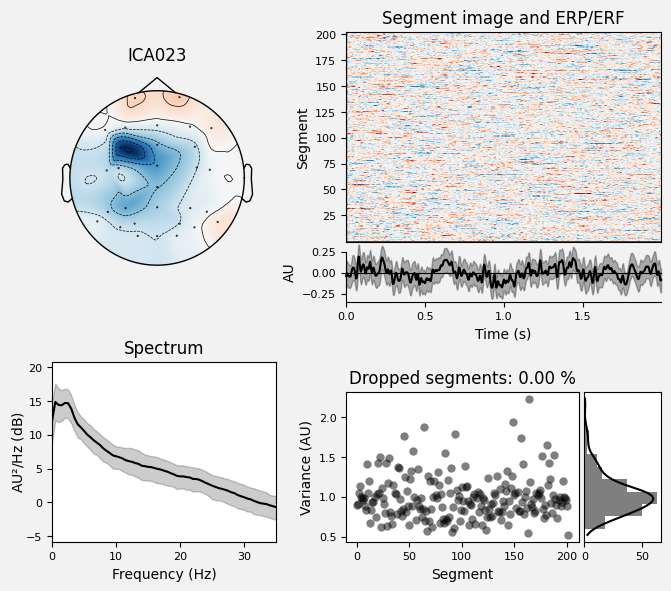 ICA023
Segment image and ERP/ERF
Segment
200
175
150
125
100
75
50
25
AU
0.25
0.00
−0.25
0.0 0.5 1.0 1.5
Time (s)
Spectrum
AU²/Hz (dB)
20
15
10
5
0
−5
0 10 20 30
Frequency (Hz)
Dropped segments: 0.00 %
Variance (AU)
2.0
1.5
1.0
0.5
0 50 100 150 200
Segment
0 50